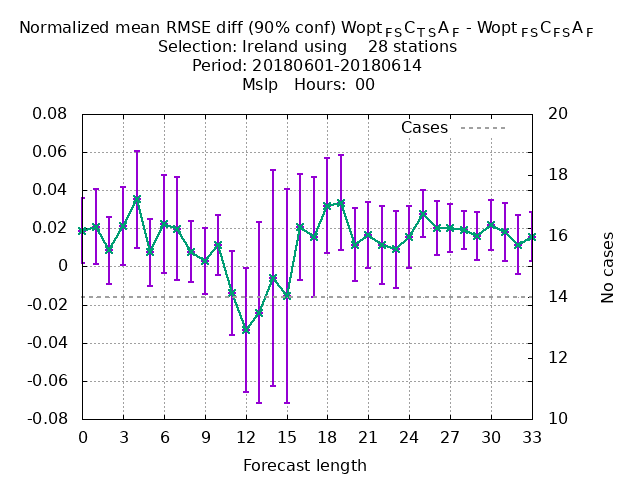 Normalized mean RMSE diff (90% conf) Wopt FS C TS A F - Wopt FS C FS A F
Selection: Ireland using 28 stations
Period: 20180601-20180614
Mslp Hours: 00
Cases
0.08
0.06
0.04
0.02
0
-0.02
-0.04
-0.06
-0.08
20
18
16
14
12
10
No cases
0 3 6 9 12 15 18 21 24 27 30 33
Forecast length